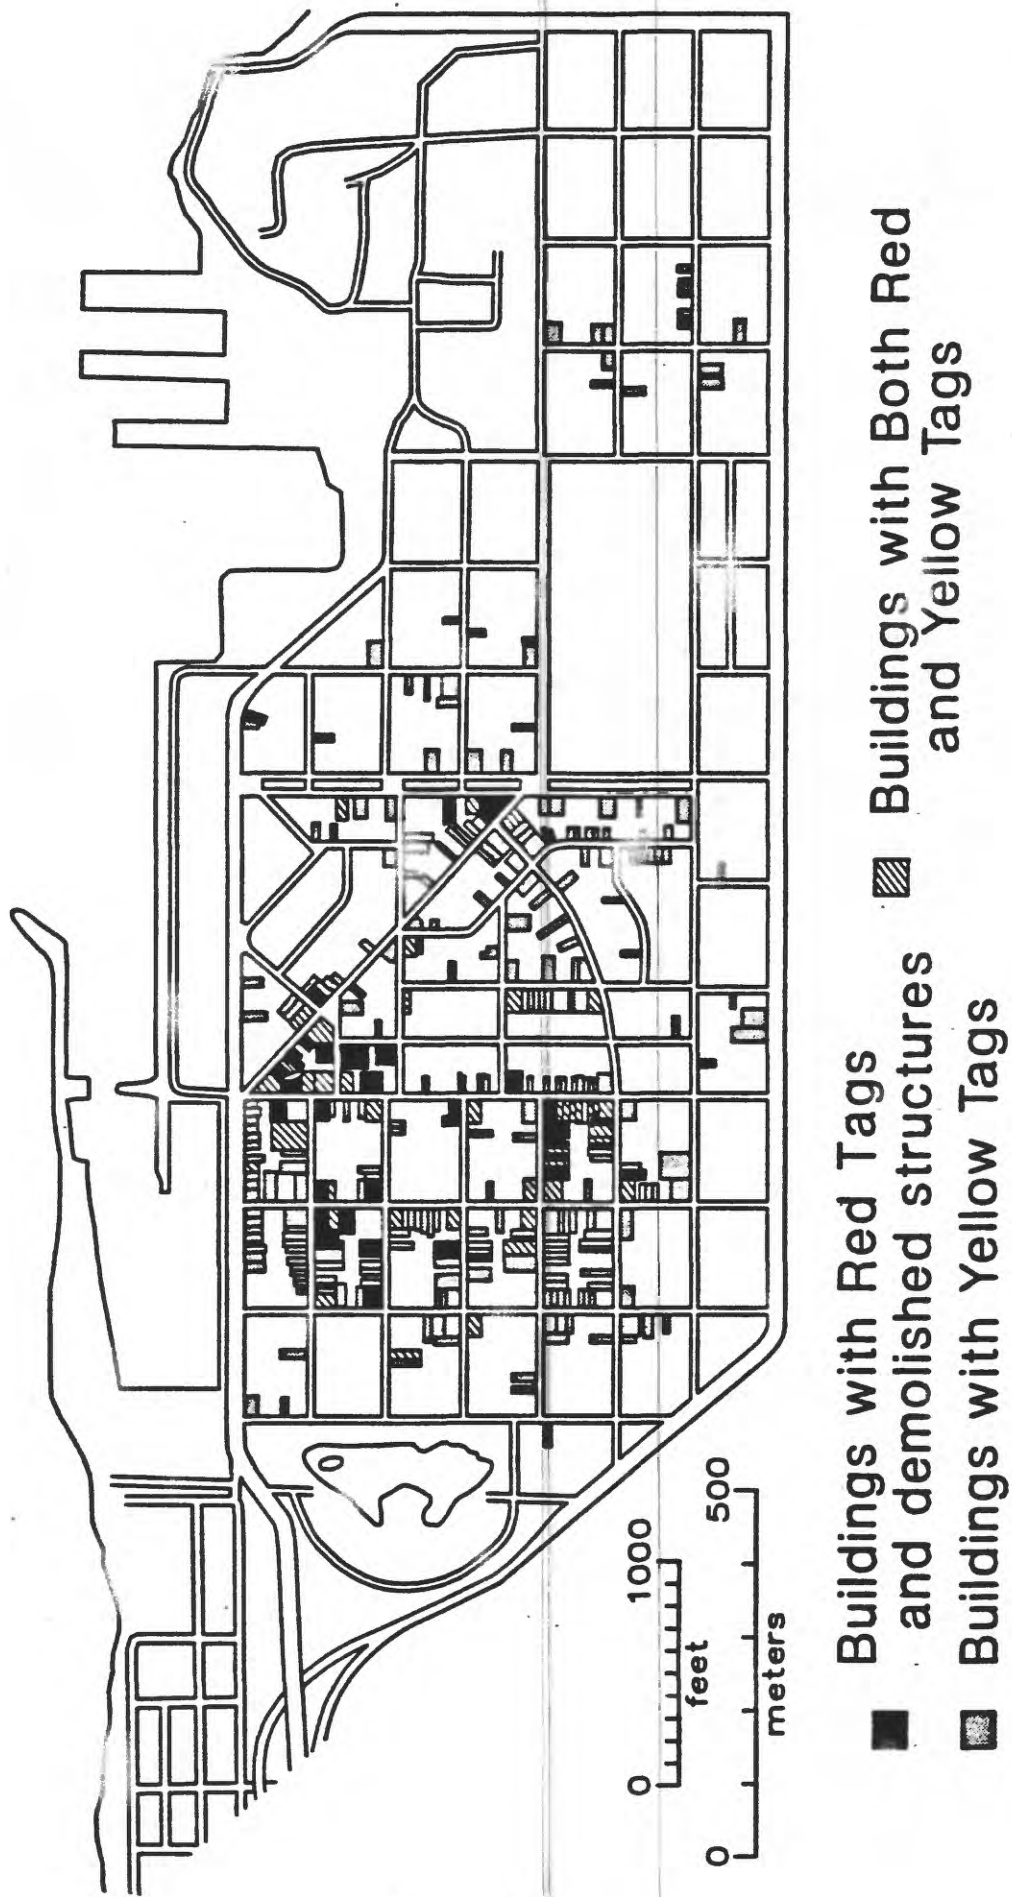 0 1000
feet
0 500
meters
Buildings with Red Tags
and demolished structures
Buildings with Yellow Tags
Buildings with Both Red
and Yellow Tags